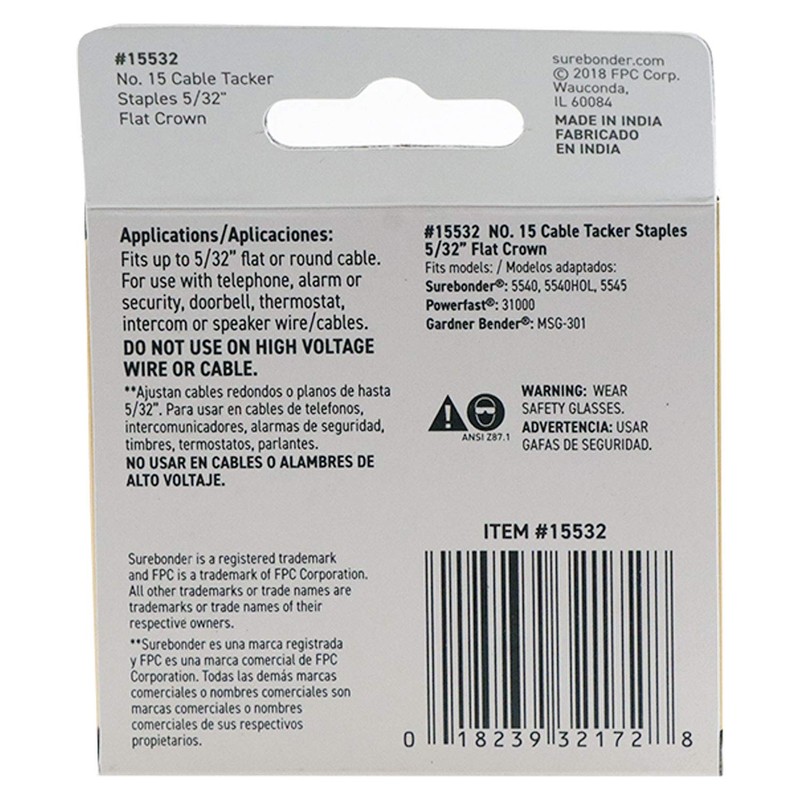 #15532
No. 15 Cable Tacker
Staples 5/32"
Flat Crown
surebonder.com
© 2018 FPC Corp.
Wauconda,
IL 60084
MADE IN INDIA
FABRICADO
EN INDIA
Applications/Aplicaciones:
Fits up to 5/32” flat or round cable.
For use with telephone, alarm or
security, doorbell, thermostat,
intercom or speaker wire/cables.
DO NOT USE ON HIGH VOLTAGE
WIRE OR CABLE.
**Ajustan cables redondos o planos de hasta
5/32”. Para usar en cables de telefonos,
intercomunicadores, alarmas de seguridad,
timbres, termostatos, parlantes.
NO USAR EN CABLES O ALAMBRES DE
ALTO VOLTAJE.
#15532 NO. 15 Cable Tacker Staples
5/32” Flat Crown
Fits models: / Modelos adaptados:
Surebonder®: 5540, 5540HOL, 5545
Powerfast®: 31000
Gardner Bender®: MSG-301
ANSI Z87.1
WARNING: WEAR
SAFETY GLASSES.
ADVERTENCIA: USAR
GAFAS DE SEGURIDAD.
Surebonder is a registered trademark
and FPC is a trademark of FPC Corporation.
All other trademarks or trade names are
trademarks or trade names of their
respective owners.
**Surebonder es una marca registrada
y FPC es una marca comercial de FPC
Corporation. Todas las demás marcas
comerciales o nombres comerciales son
marcas comerciales o nombres
comerciales de sus respectivos
propietarios.
ITEM #15532
0 18239 32172 8